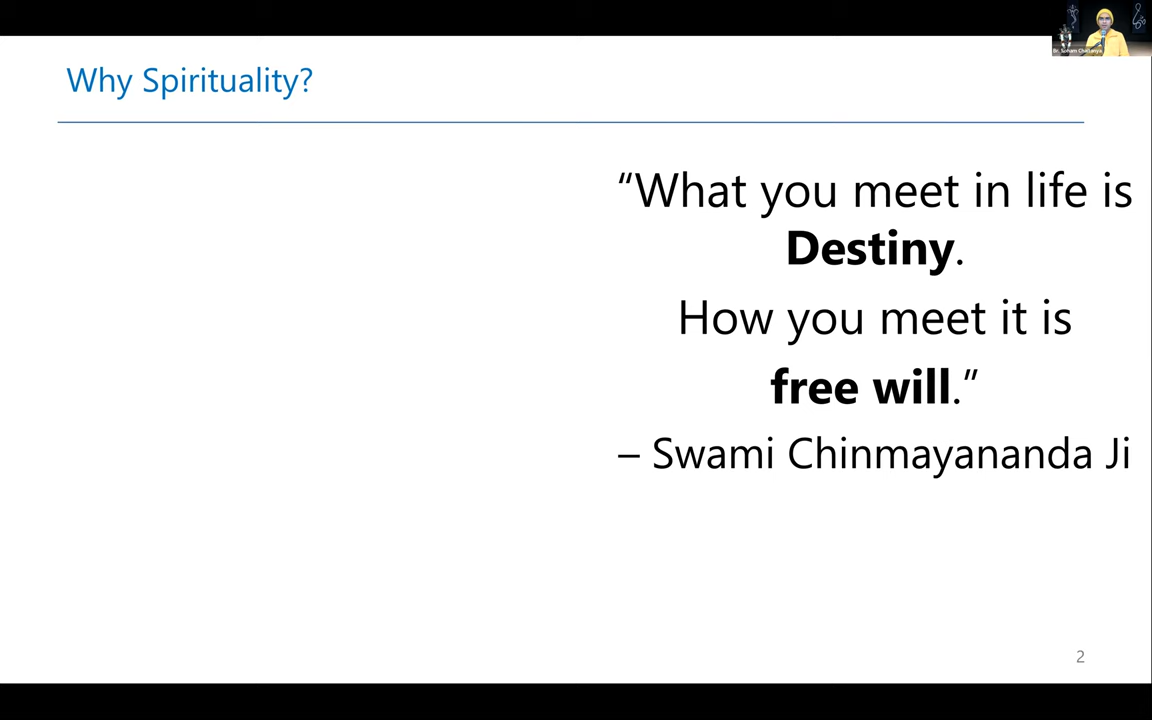 Why Spirituality?
“What you meet in life is
Destiny.
How you meet it is
free will.”
– Swami Chinmayananda Ji
2